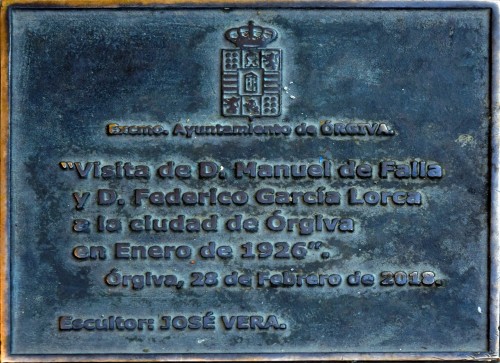 Excmo. Ayuntamiento de ÓRGIVA.
"Visita de D. Manuel de Falla
y D. Federico García Lorca
a la ciudad de Órgiva
en Enero de 1926".
Órgiva, 28 de Febrero de 2018.
Escultor: JOSÉ VERA.